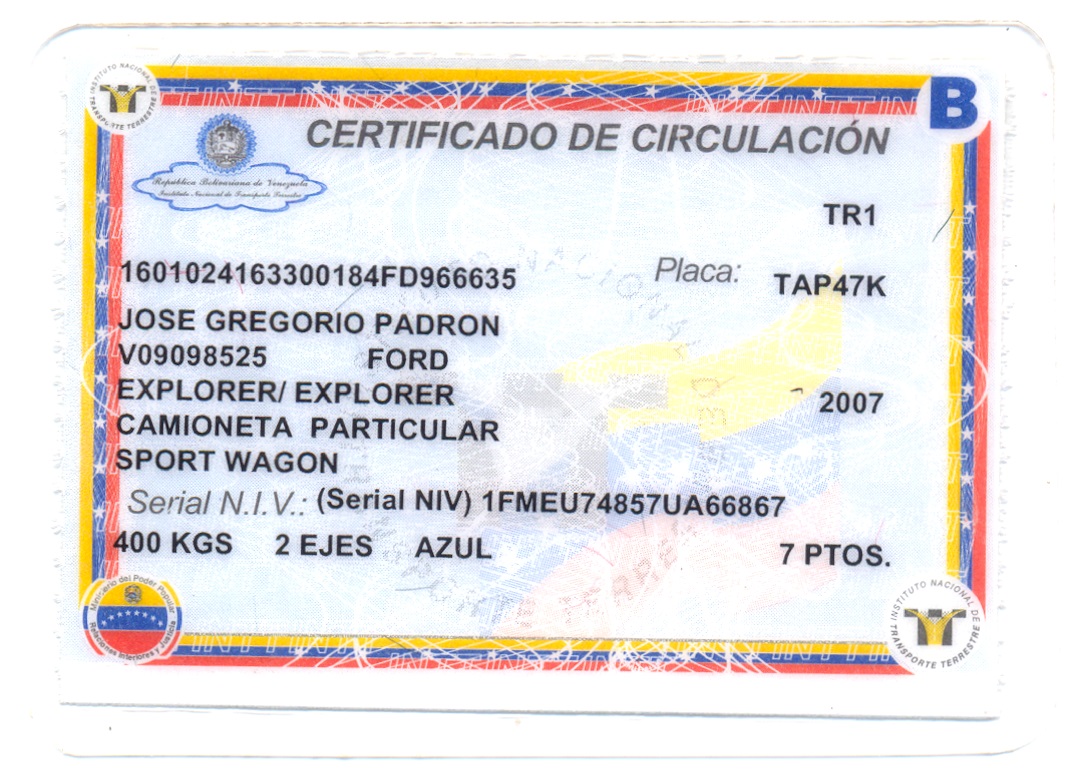 INSTITUTO NACIONAL DE TRANSPORTE TERRESTRE
B
CERTIFICADO DE CIRCULACIÓN
República Bolivariana de Venezuela
Instituto Nacional de Transporte Terrestre
TR1
1601024163300184FD966635 Placa: TAP47K
JOSE GREGORIO PADRON
V09098525 FORD
EXPLORER/ EXPLORER 2007
CAMIONETA PARTICULAR
SPORT WAGON
Serial N.I.V.: (Serial NIV) 1FMEU74857UA66867
400 KGS 2 EJES AZUL 7 PTOS.
Ministerio del Poder Popular
Relaciones Interiores y Justicia
INSTITUTO NACIONAL DE TRANSPORTE TERRESTRE